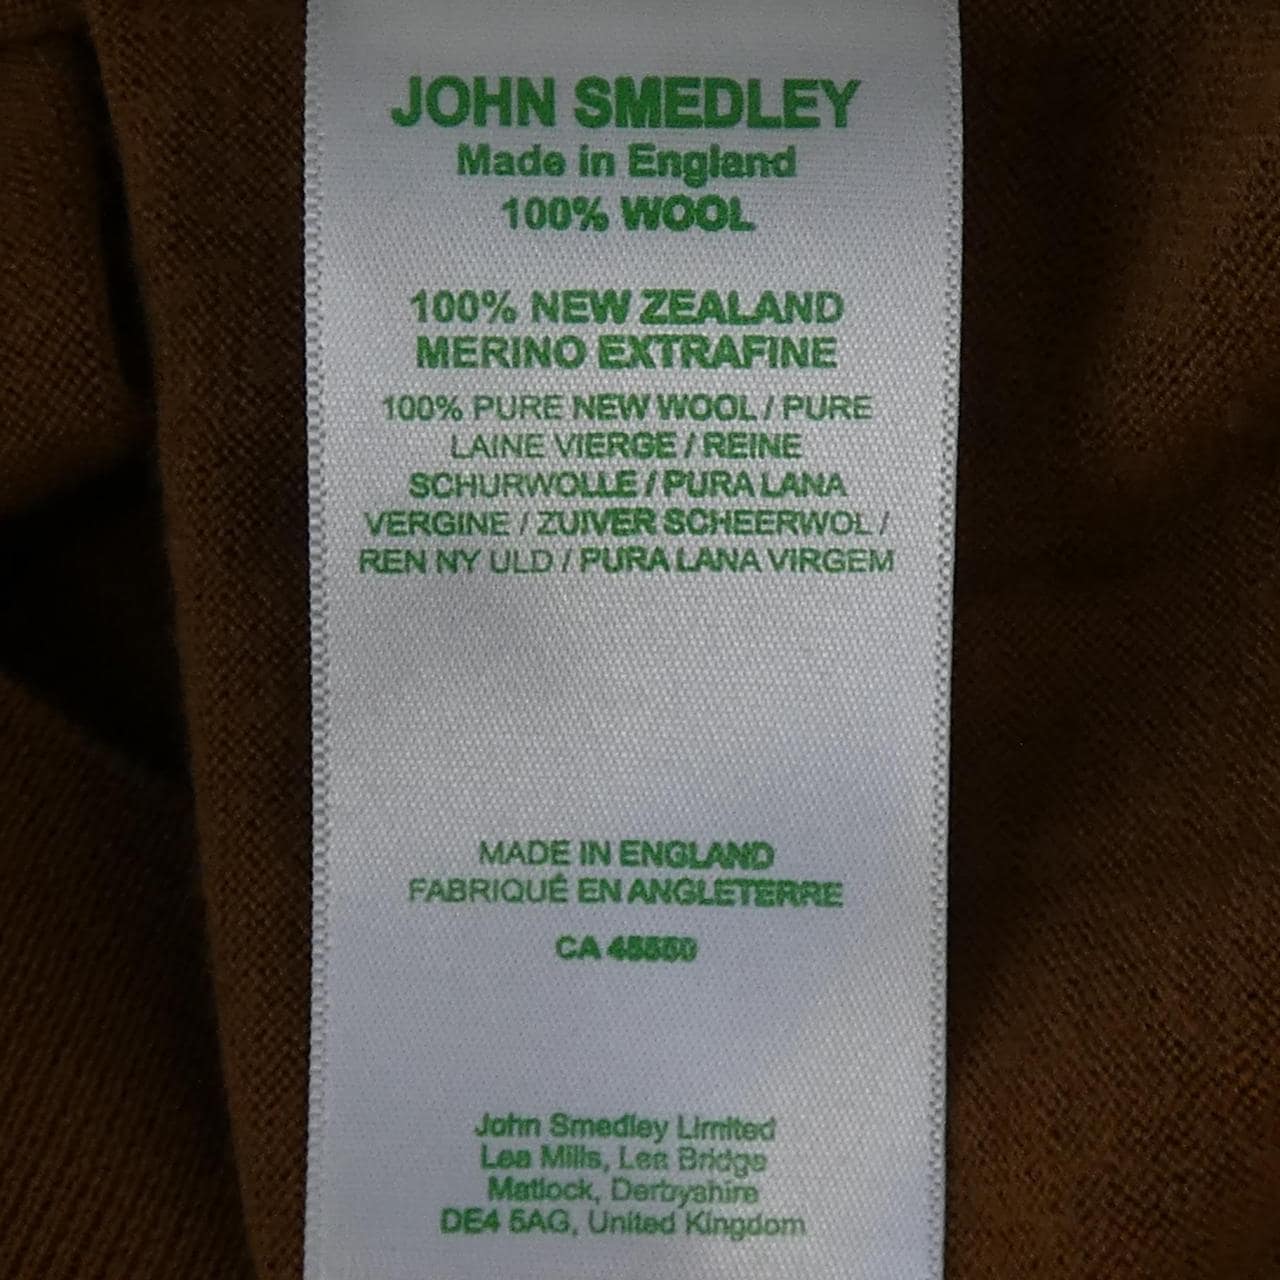 JOHN SMEDLEY
Made in England
100% WOOL
100% NEW ZEALAND
MERINO EXTRAFINE
100% PURE NEW WOOL / PURE
LAINE VIERGE / REINE
SCHURWOLLE / PURA LANA
VERGINE / ZUIVER SCHEERWOL /
REN NY ULD / PURA LANA VIRGEM
MADE IN ENGLAND
FABRIQUÉ EN ANGLETERRE
CA
John Smedley Limited
Lea Mills, Lea Bridge
Matlock, Derbyshire
DE4 5AG, United Kingdom